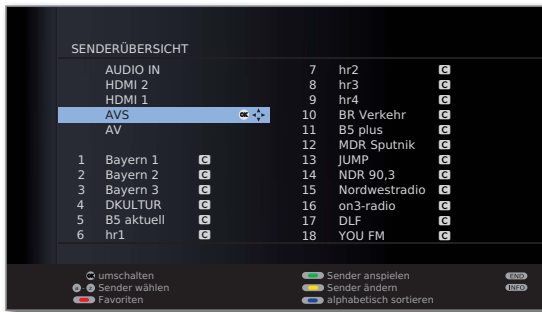 SENDERÜBERSICHT
AUDIO IN
HDMI 2
HDMI 1
AVS OK
AV
1 Bayern 1 C
2 Bayern 2 C
3 Bayern 3 C
4 DKULTUR C
5 B5 aktuell C
6 hr1 C
7 hr2 C
8 hr3 C
9 hr4 C
10 BR Verkehr C
11 B5 plus C
12 MDR Sputnik C
13 JUMP C
14 NDR 90,3 C
15 Nordwestradio C
16 on3-radio C
17 DLF C
18 YOU FM C
OK umschalten
Sender wählen
Favoriten
Sender anspielen
Sender ändern
alphabetisch sortieren
END
INFO